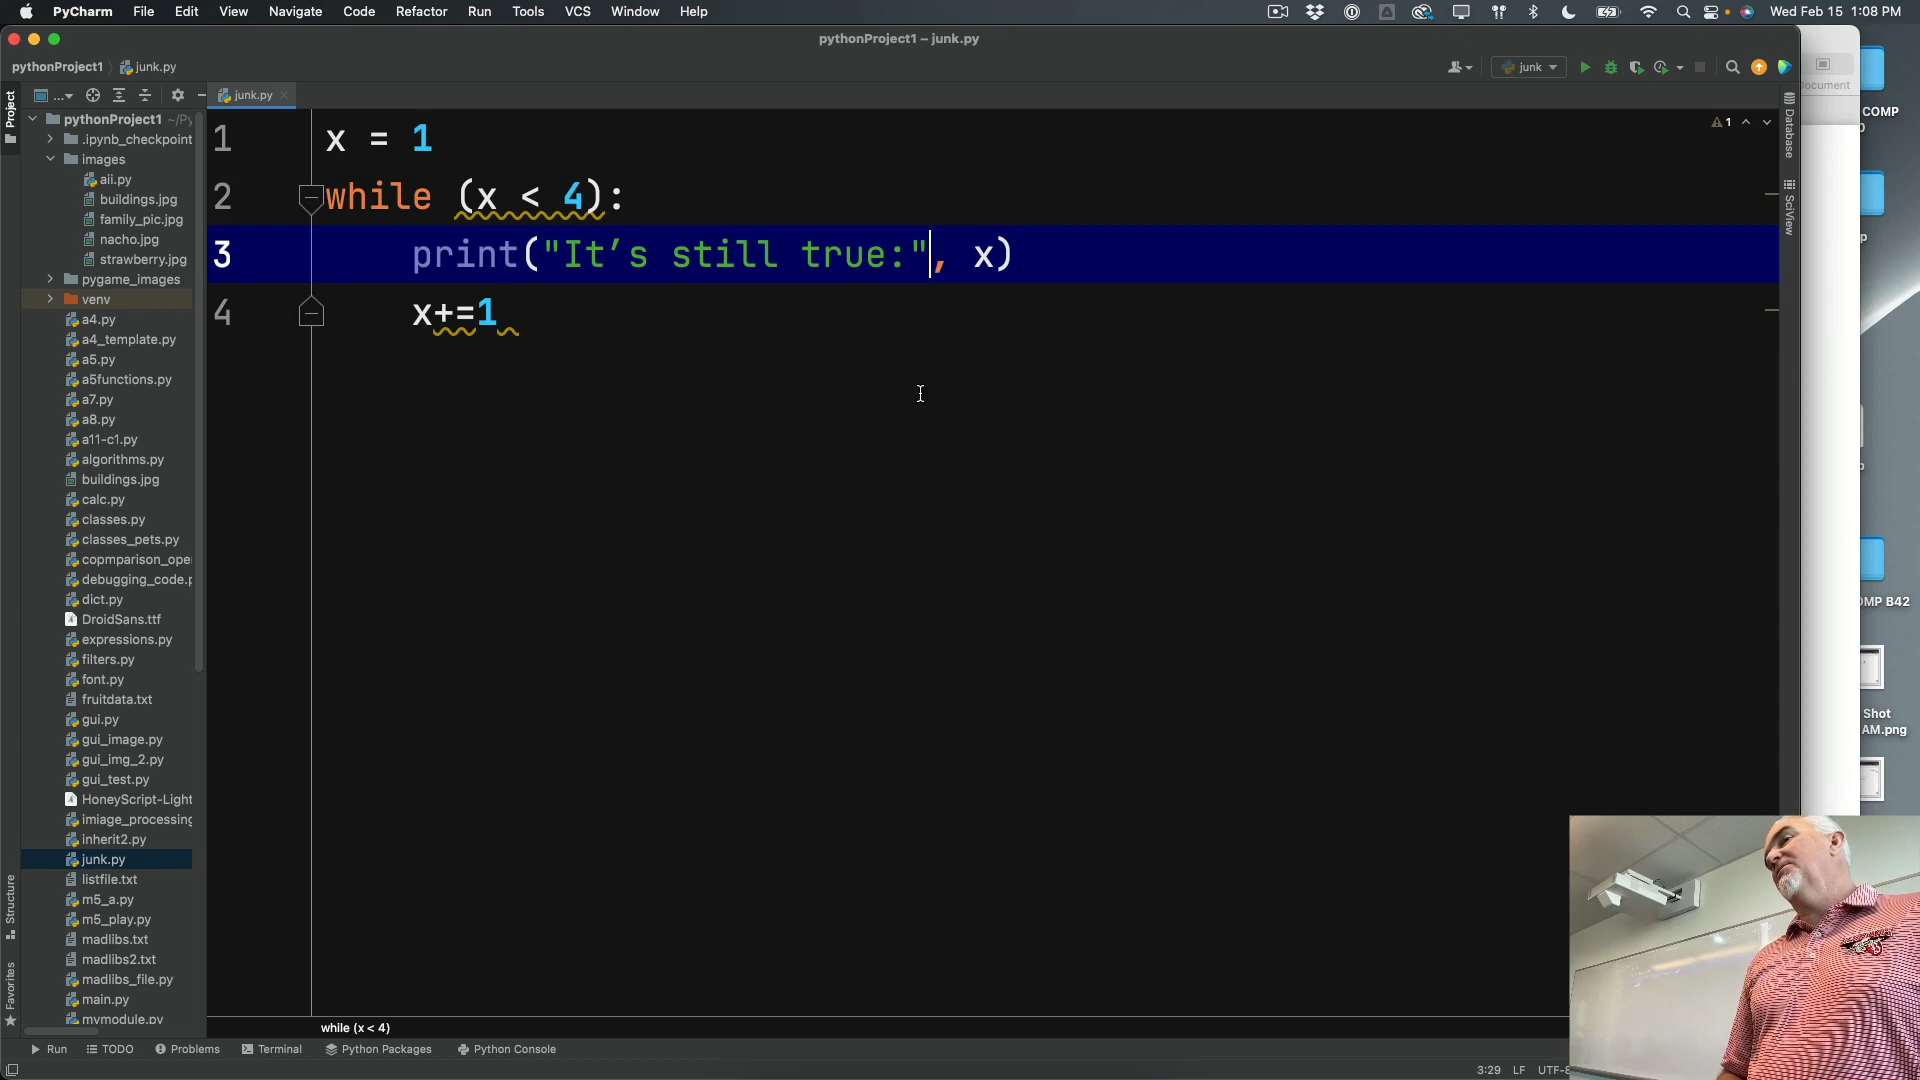 PyCharm File Edit View Navigate Code Refactor Run Tools VCS Window Help Wed Feb 15 1:08 PM
pythonProject1 – junk.py
pythonProject1 junk.py junk
Project ... junk.py
pythonProject1 ~/Py
.ipynb_checkpoint
images
aii.py
buildings.jpg
family_pic.jpg
nacho.jpg
strawberry.jpg
pygame_images
venv
a4.py
a4_template.py
a5.py
a5functions.py
a7.py
a8.py
a11-c1.py
algorithms.py
buildings.jpg
calc.py
classes.py
classes_pets.py
copmparison_ope
debugging_code.p
dict.py
DroidSans.ttf
expressions.py
filters.py
font.py
fruitdata.txt
gui.py
gui_image.py
gui_img_2.py
gui_test.py
HoneyScript-Light
imiage_processing
inherit2.py
junk.py
listfile.txt
m5_a.py
m5_play.py
madlibs.txt
madlibs2.txt
madlibs_file.py
main.py
mymodule.py
Structure
Favorites
1 x = 1
2 while (x < 4):
3 print("It's still true:", x)
4 x+=1
1
Database
SciView
while (x < 4)
Run TODO Problems Terminal Python Packages Python Console
3:29 LF UTF-8
ocument
COMP
OMP B42
Shot
AM.png